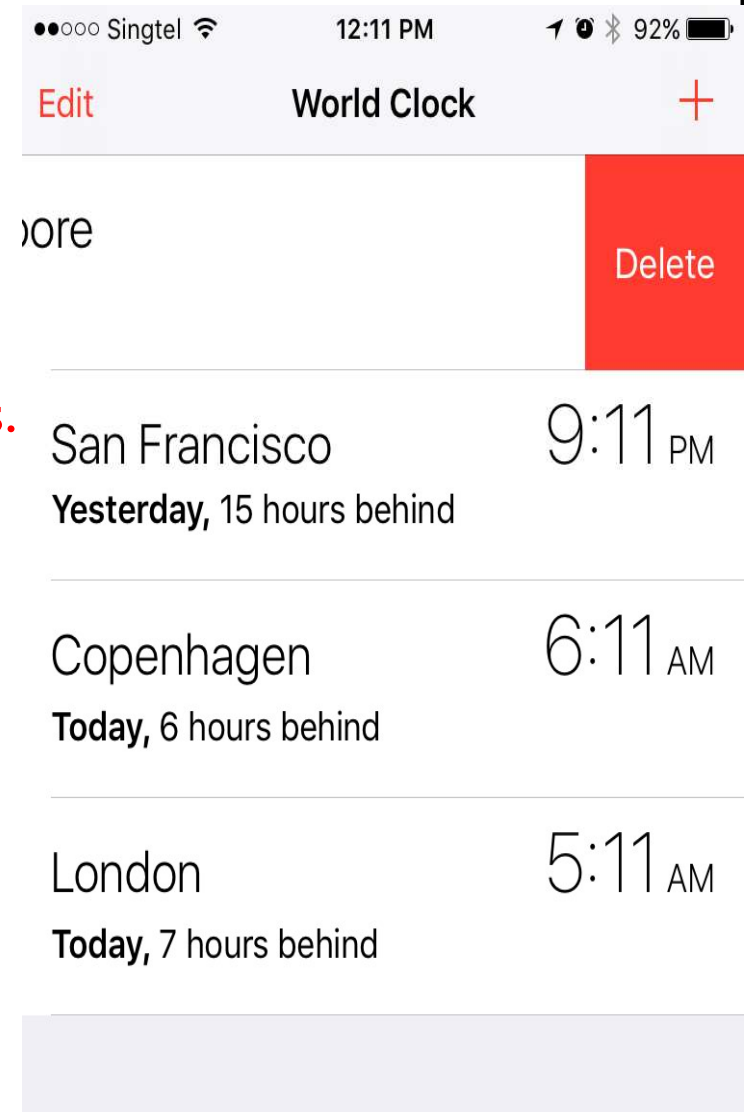 Singtel 12:11 PM 92%
Edit World Clock +
ore
Delete
San Francisco 9:11 PM
Yesterday, 15 hours behind
Copenhagen 6:11 AM
Today, 6 hours behind
London 5:11 AM
Today, 7 hours behind